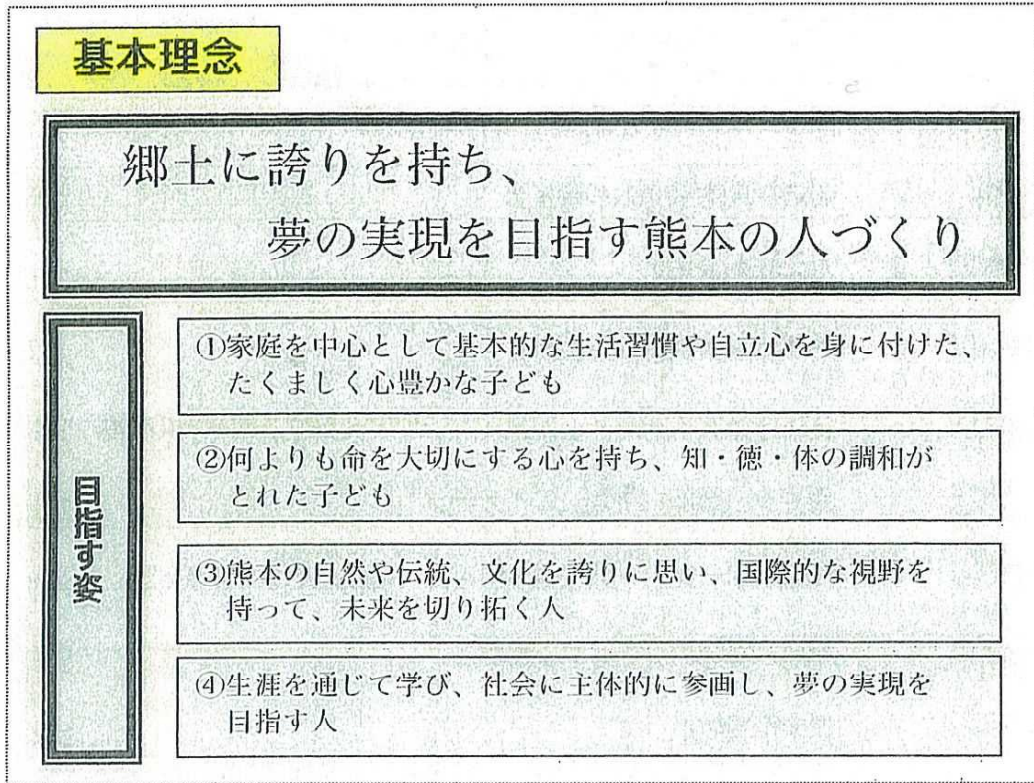 基本理念
郷土に誇りを持ち、
夢の実現を目指す熊本の人づくり
目指す姿
①家庭を中心として基本的な生活習慣や自立心を身に付けた、
たくましく心豊かな子ども
②何よりも命を大切にする心を持ち、知・徳・体の調和が
とれた子ども
③熊本の自然や伝統、文化を誇りに思い、国際的な視野を
持って、未来を切り拓く人
④生涯を通じて学び、社会に主体的に参画し、夢の実現を
目指す人